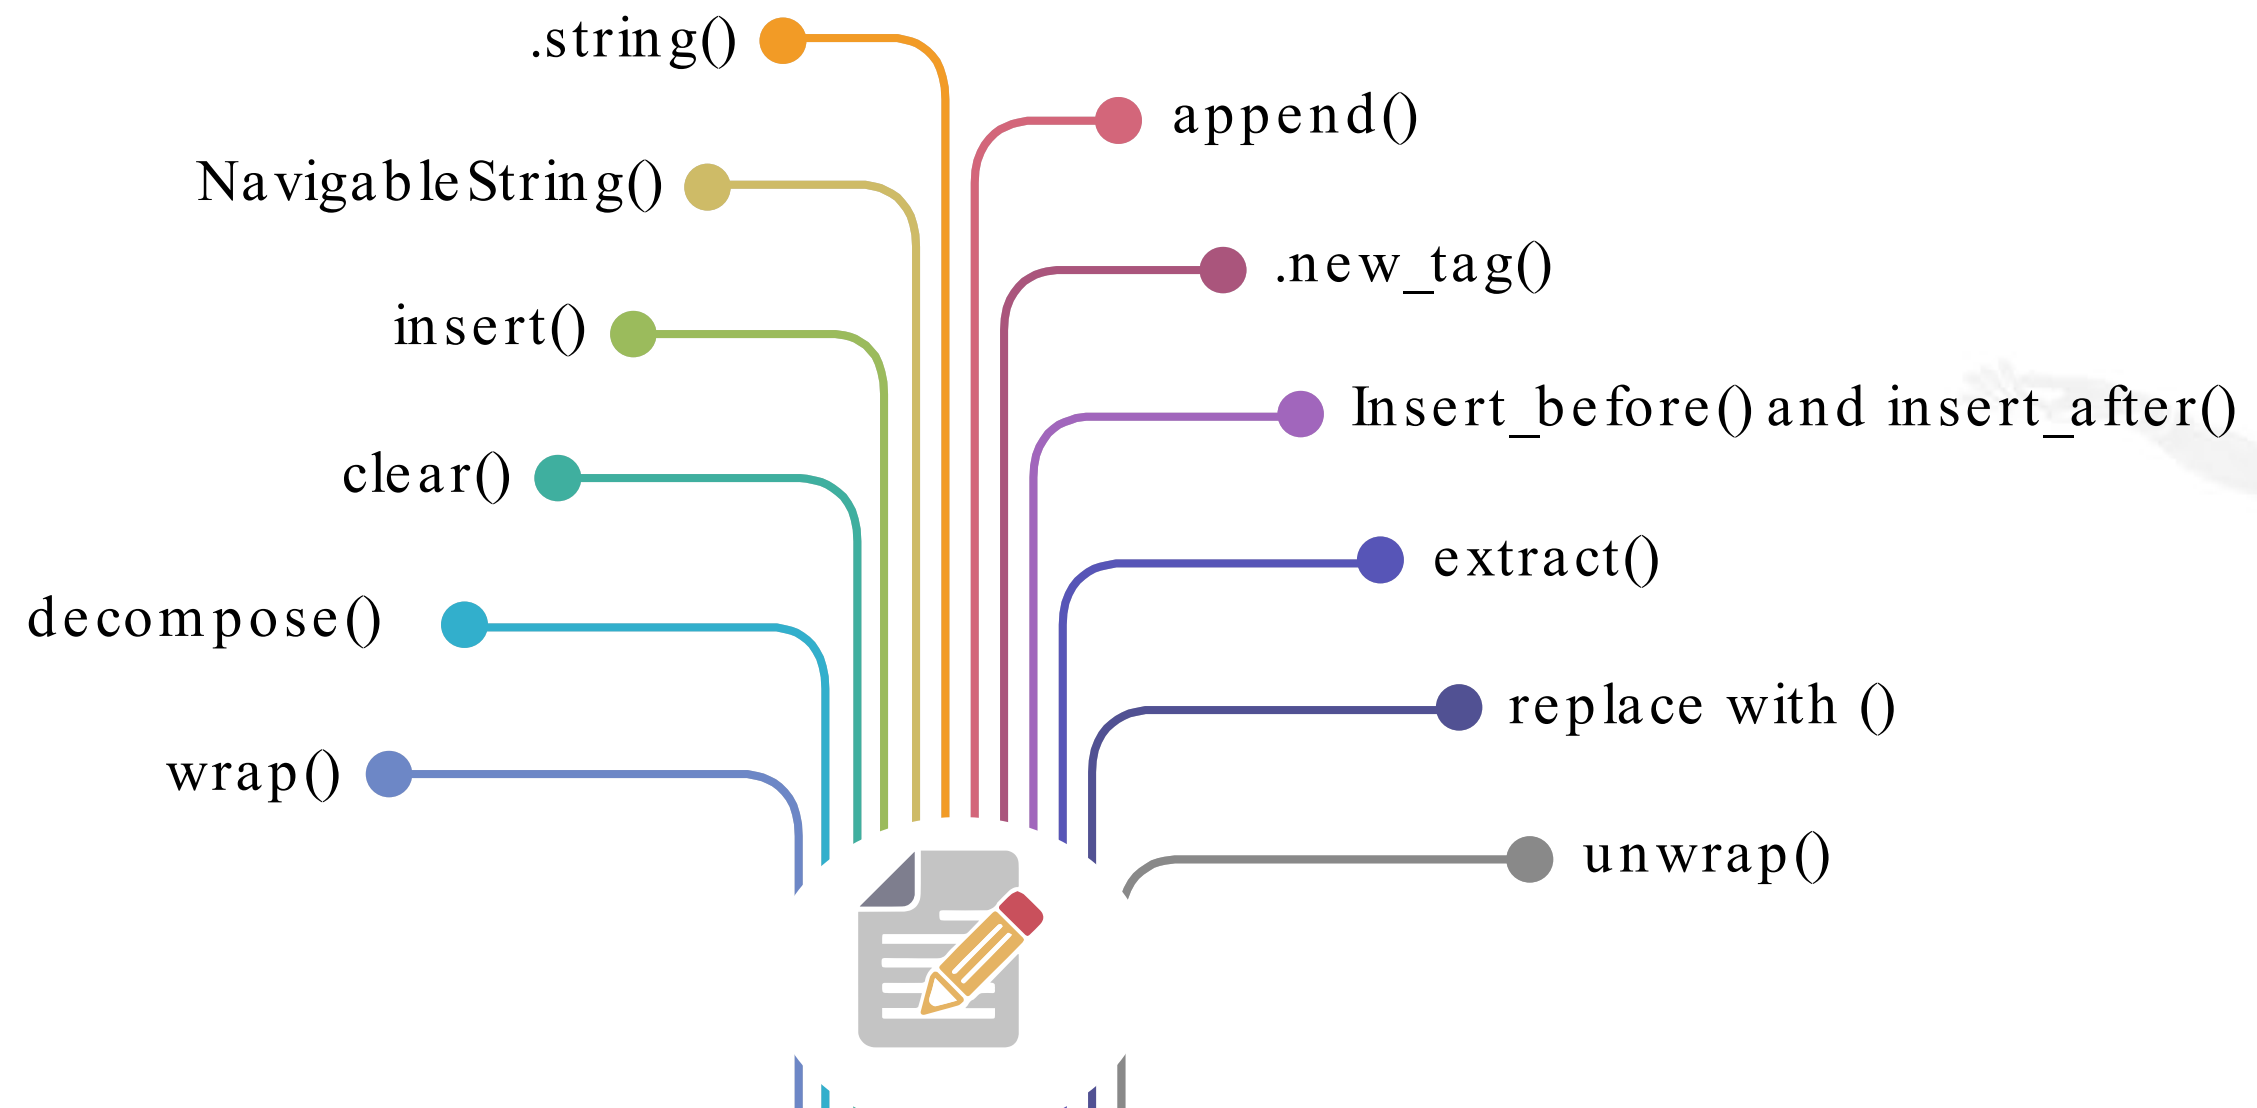 .string()
append()
NavigableString()
.new_tag()
insert()
Insert_before() and insert_after()
clear()
extract()
decompose()
replace with ()
wrap()
unwrap()